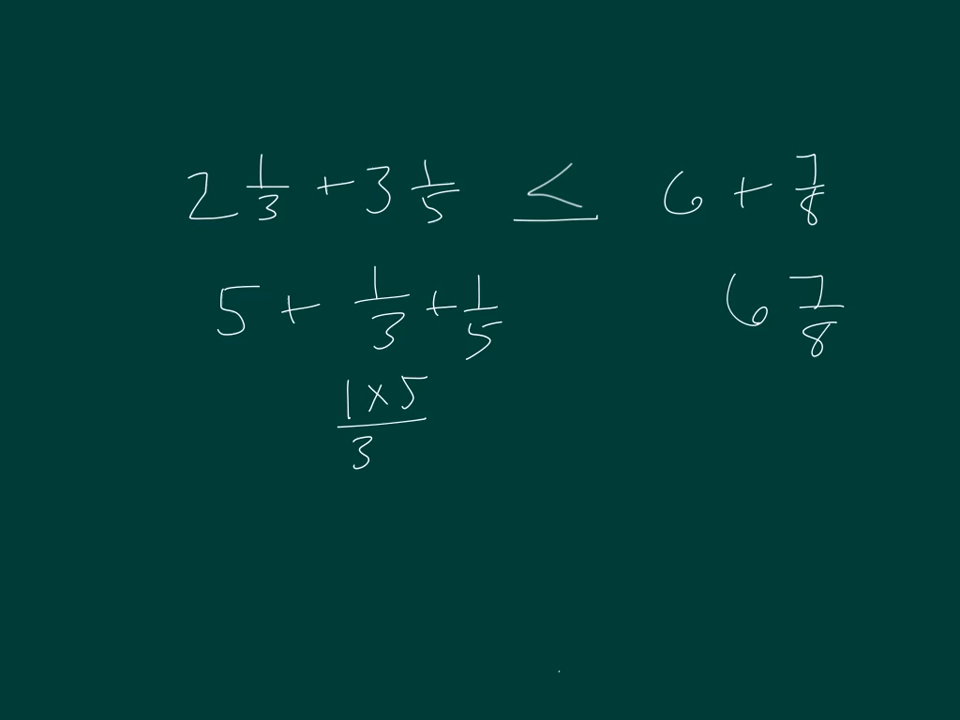 2 1/3 + 3 1/5 < 6 + 7/8
5 + 1/3 + 1/5 6 7/8
1 × 5
3